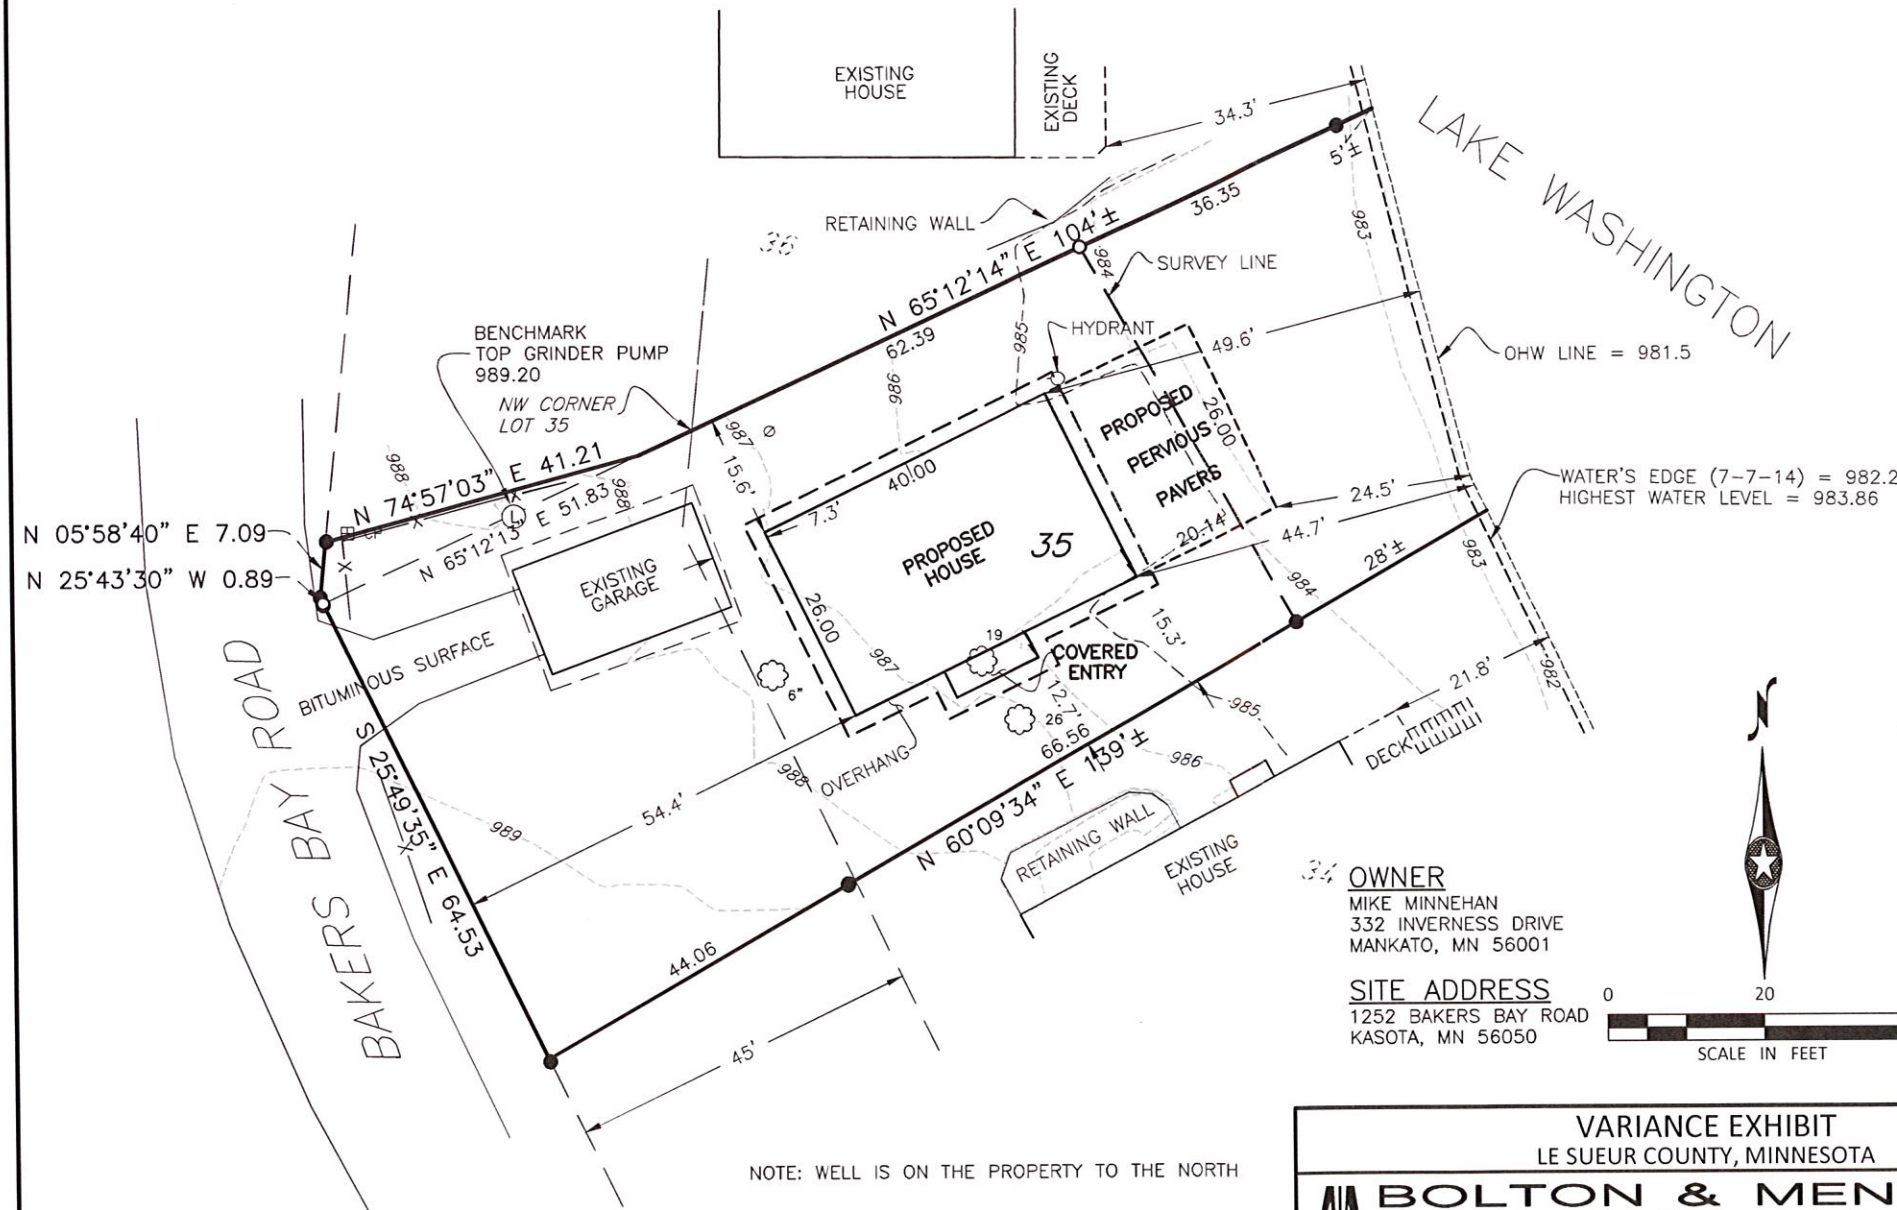 EXISTING
HOUSE
EXISTING
DECK
34.3'
5'±
LAKE WASHINGTON
36.35
983
RETAINING WALL
36
N 65°12'14" E 104'±
984
SURVEY LINE
62.39
985
HYDRANT
49.6'
OHW LINE = 981.5
BENCHMARK
TOP GRINDER PUMP
989.20
NW CORNER
LOT 35
986
987
15.6'
988
N 74°57'03" E 41.21
988
N 65°12'13" E 51.83
L
N 05°58'40" E 7.09
N 25°43'30" W 0.89
40.00
7.3'
PROPOSED
PERVIOUS
PAVERS
26.00
24.5'
WATER'S EDGE (7-7-14) = 982.2
HIGHEST WATER LEVEL = 983.86
20.14'
44.7'
28'±
983
PROPOSED
HOUSE
35
EXISTING
GARAGE
26.00
984
BITUMINOUS SURFACE
6"
987
19
COVERED
ENTRY
15.3'
12.7'
26
66.56
985
986
21.8'
982
DECK
BAKERS BAY ROAD
S 25°49'35" E 64.53
988
OVERHANG
54.4'
989
N 60°09'34" E 139'±
RETAINING WALL
EXISTING
HOUSE
34
44.06
45'
N
OWNER
MIKE MINNEHAN
332 INVERNESS DRIVE
MANKATO, MN 56001
SITE ADDRESS
1252 BAKERS BAY ROAD
KASOTA, MN 56050
0 20
SCALE IN FEET
NOTE: WELL IS ON THE PROPERTY TO THE NORTH
VARIANCE EXHIBIT
LE SUEUR COUNTY, MINNESOTA
BOLTON & MEN